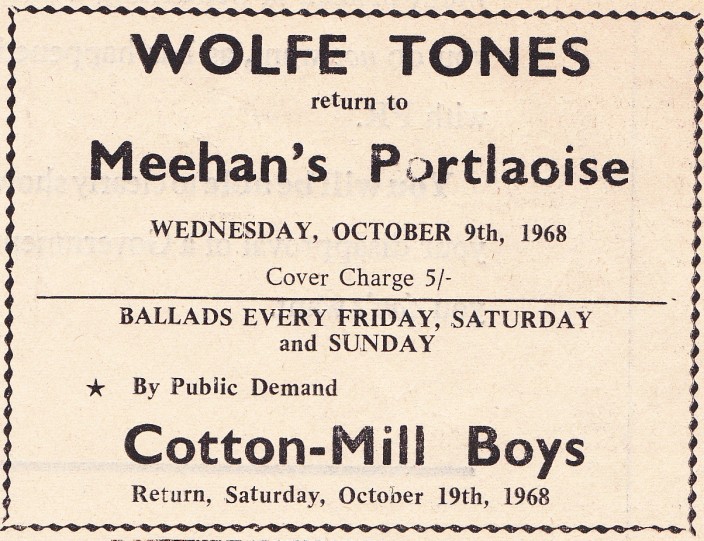 WOLFE TONES
return to
Meehan's Portlaoise
WEDNESDAY, OCTOBER 9th, 1968
Cover Charge 5/-
BALLADS EVERY FRIDAY, SATURDAY
and SUNDAY
★ By Public Demand
Cotton-Mill Boys
Return, Saturday, October 19th, 1968